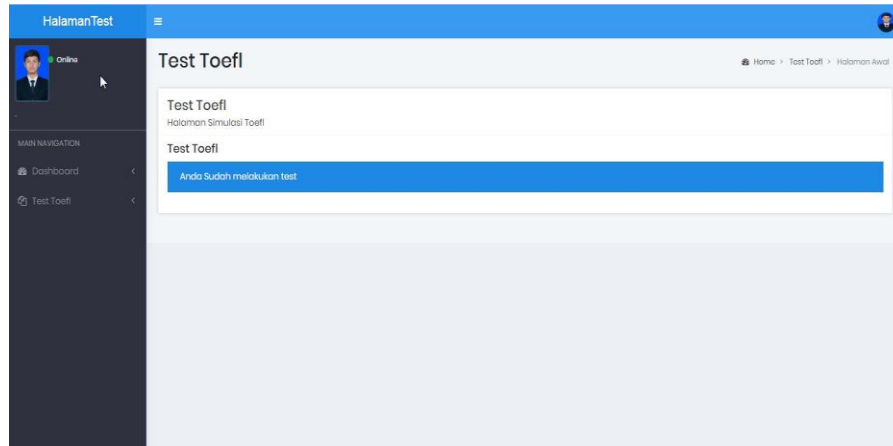 HalamanTest
Online
-
MAIN NAVIGATION
Dashboard
Test Toefl
Test Toefl
Home > Test Toefl > Halaman Awal
Test Toefl
Halaman Simulasi Toefl
Test Toefl
Anda Sudah melakukan test